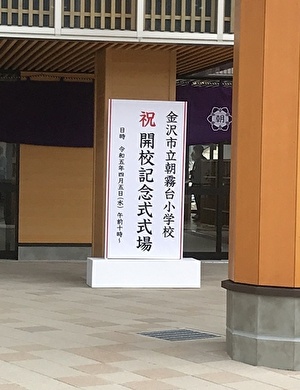 金沢市立朝霧台小学校
祝 開校記念式式場
日時 令和五年四月五日(水)午前十時~
朝